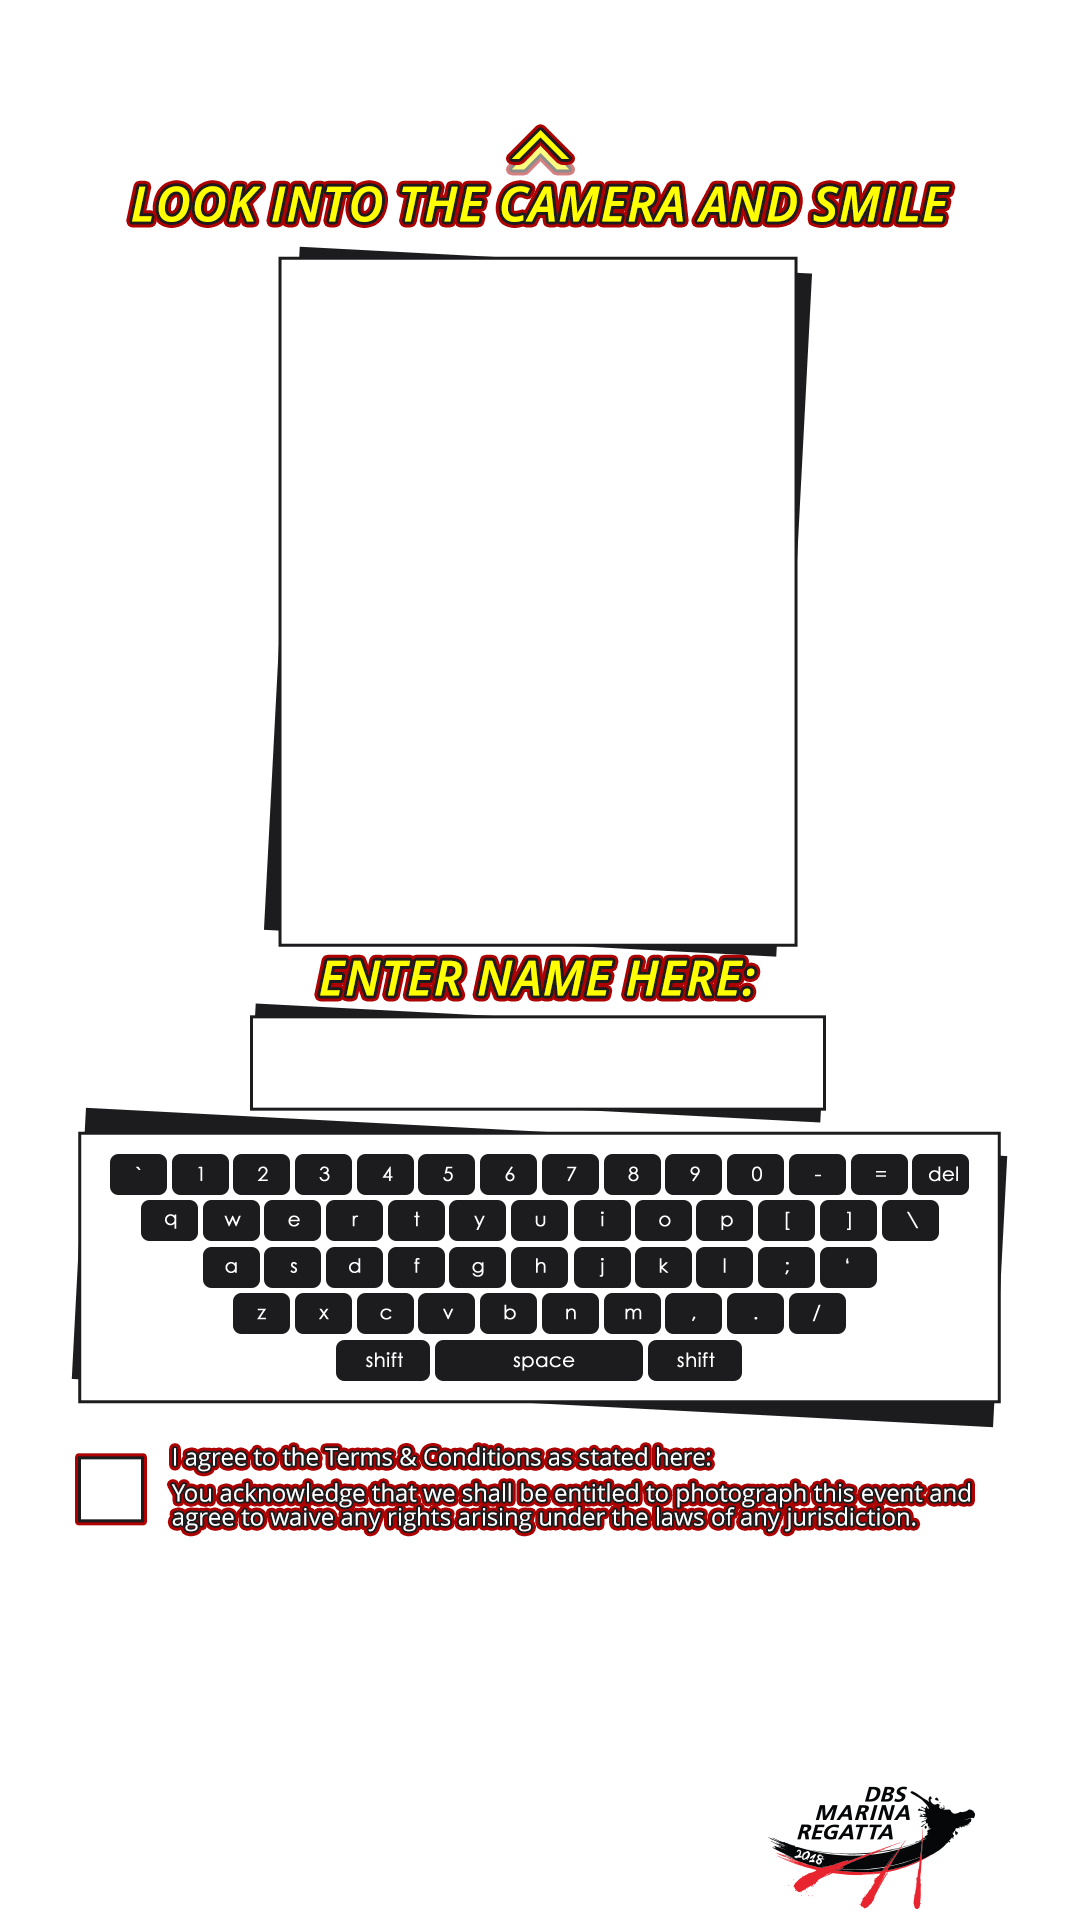 LOOK INTO THE CAMERA AND SMILE
ENTER NAME HERE:
` 1 2 3 4 5 6 7 8 9 0 - = del
q w e r t y u i o p [ ] \
a s d f g h j k l ; ‘
z x c v b n m , . /
shift space shift
I agree to the Terms & Conditions as stated here:
You acknowledge that we shall be entitled to photograph this event and
agree to waive any rights arising under the laws of any jurisdiction.
DBS
MARINA
REGATTA
2018